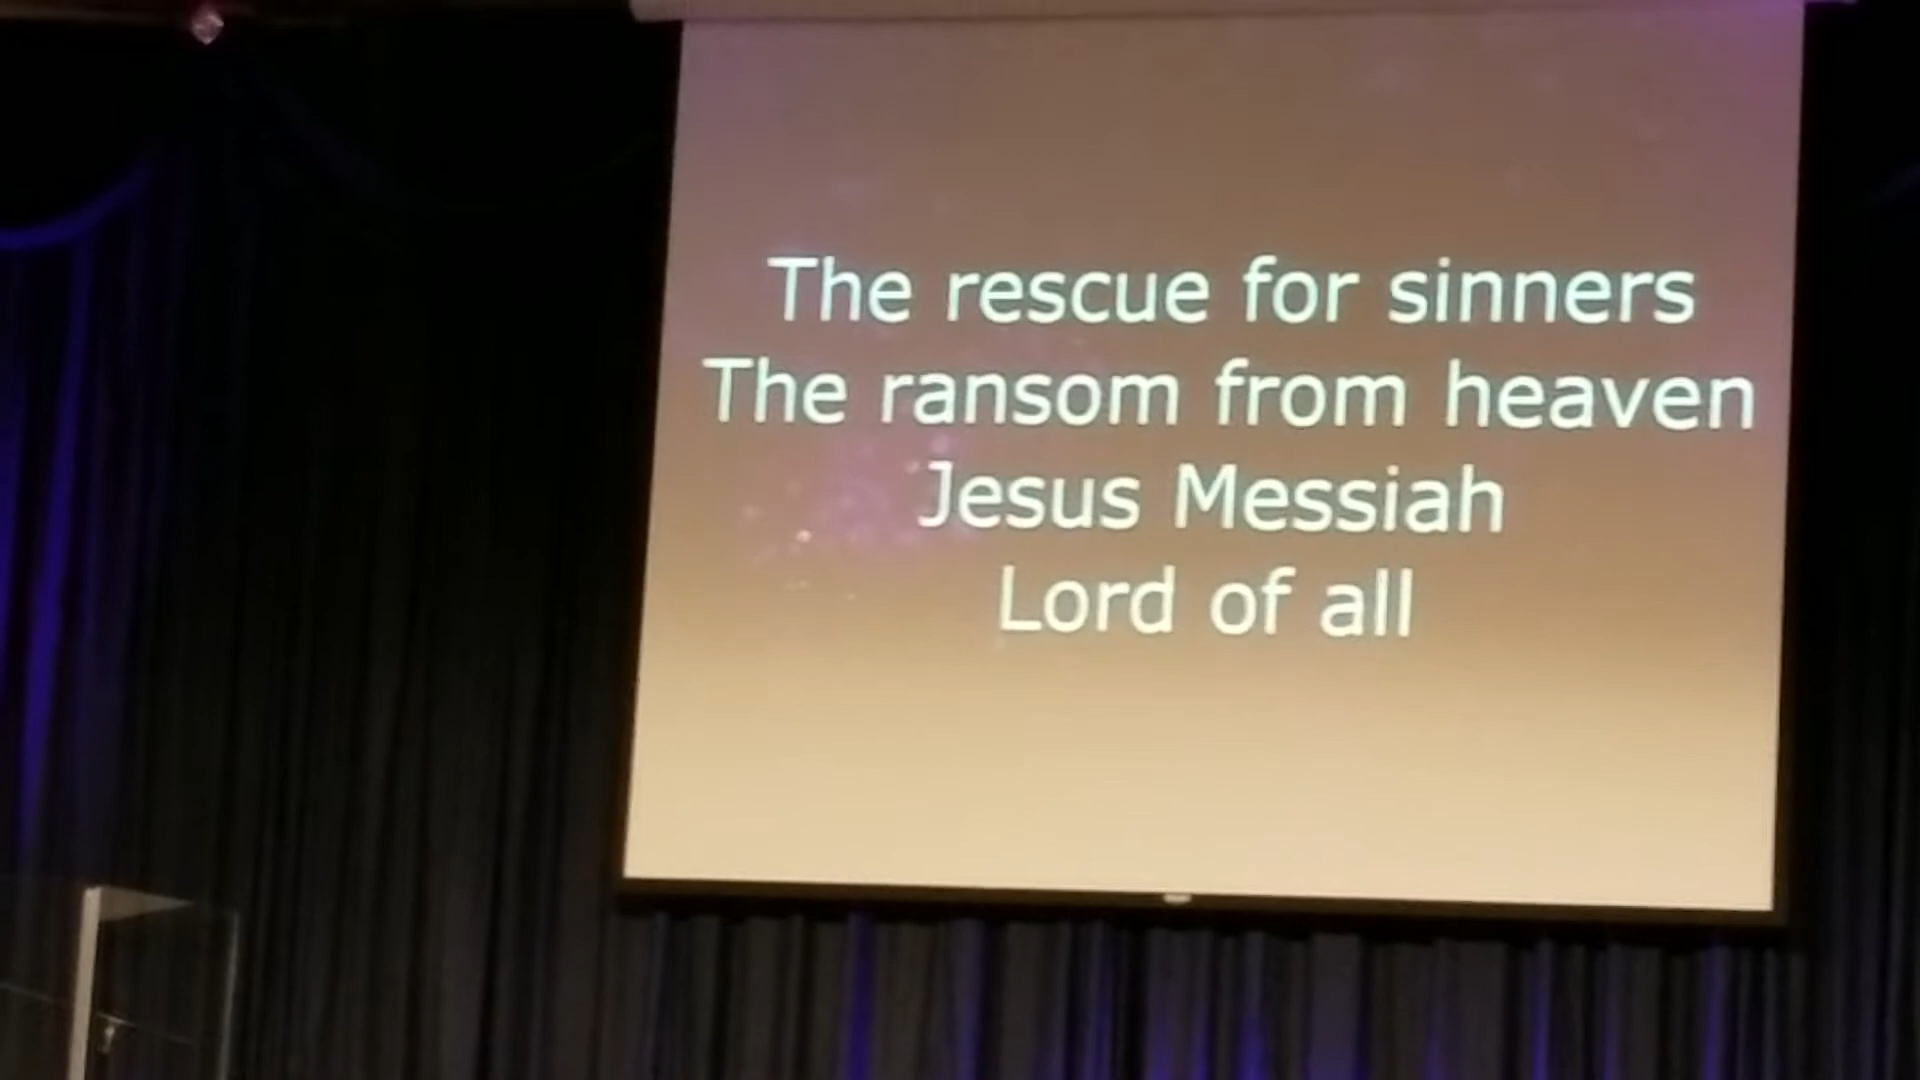 The rescue for sinners
The ransom from heaven
Jesus Messiah
Lord of all